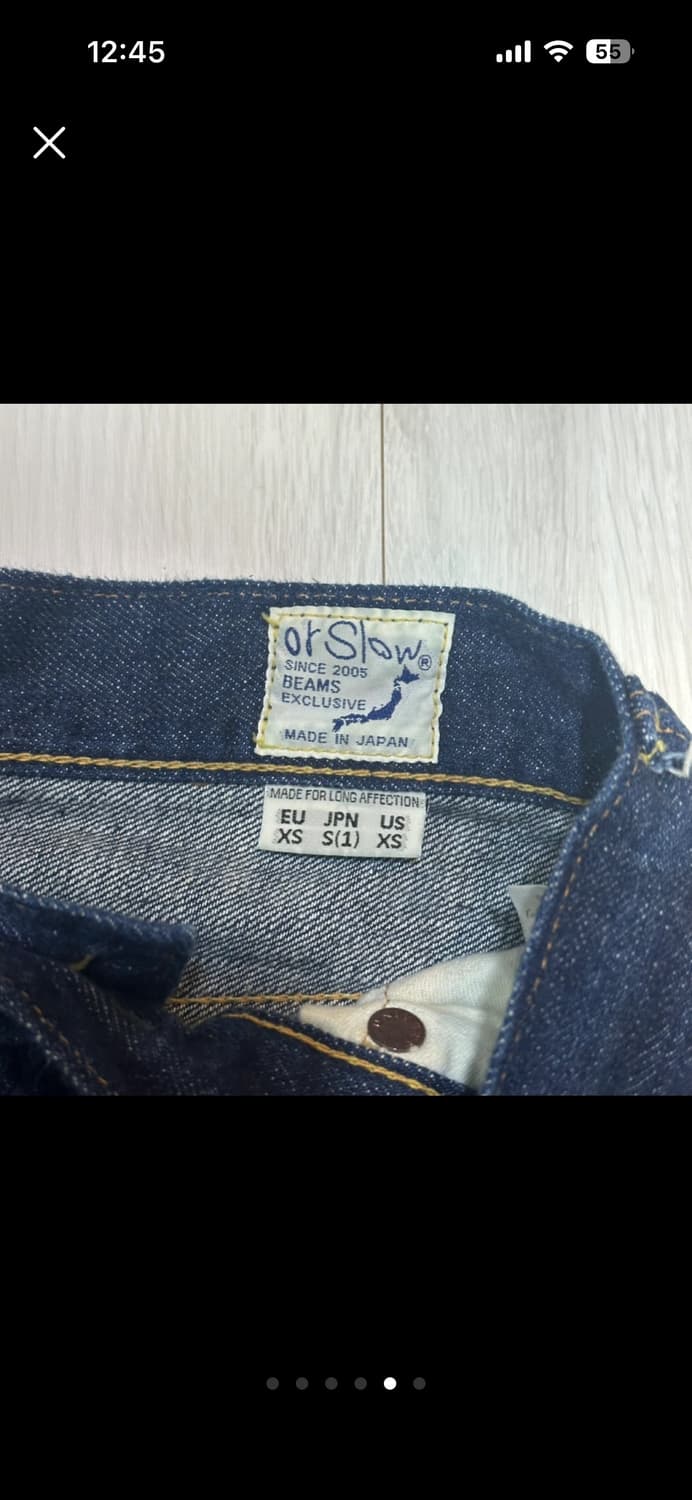 12:45
55
orSlow®
SINCE 2005
BEAMS
EXCLUSIVE
MADE IN JAPAN
MADE FOR LONG AFFECTION
EU JPN US
XS S(1) XS